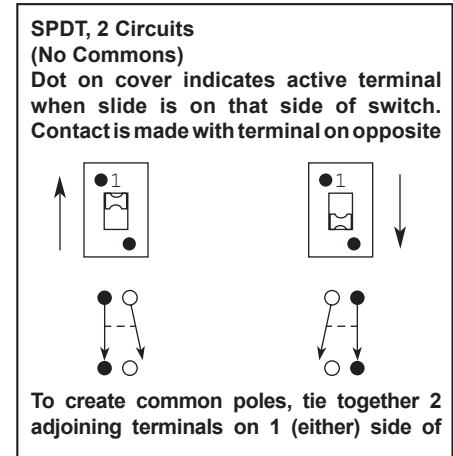 SPDT, 2 Circuits
(No Commons)
Dot on cover indicates active terminal
when slide is on that side of switch.
Contact is made with terminal on opposite
1 1
To create common poles, tie together 2
adjoining terminals on 1 (either) side of